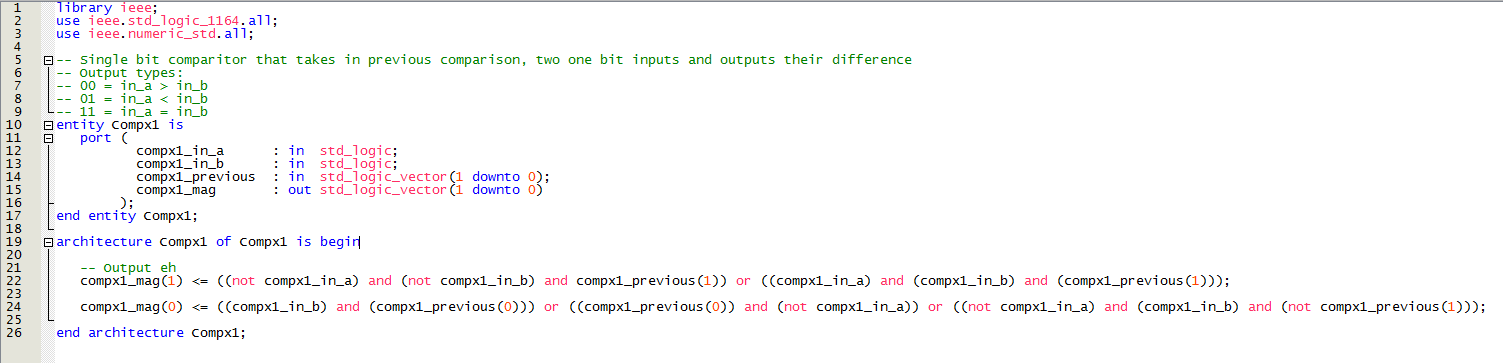 1 library ieee;
2 use ieee.std_logic_1164.all;
3 use ieee.numeric_std.all;
4
5 -- Single bit comparitor that takes in previous comparison, two one bit inputs and outputs their difference
6 -- Output types:
7 -- 00 = in_a > in_b
8 -- 01 = in_a < in_b
9 -- 11 = in_a = in_b
10 entity Compx1 is
11 port (
12 compx1_in_a : in std_logic;
13 compx1_in_b : in std_logic;
14 compx1_previous : in std_logic_vector(1 downto 0);
15 compx1_mag : out std_logic_vector(1 downto 0)
16 );
17 end entity Compx1;
18
19 architecture Compx1 of Compx1 is begin
20
21 -- Output eh
22 compx1_mag(1) <= ((not compx1_in_a) and (not compx1_in_b) and compx1_previous(1)) or ((compx1_in_a) and (compx1_in_b) and (compx1_previous(1)));
23
24 compx1_mag(0) <= ((compx1_in_b) and (compx1_previous(0))) or ((compx1_previous(0)) and (not compx1_in_a)) or ((not compx1_in_a) and (compx1_in_b) and (not compx1_previous(1)));
25
26 end architecture Compx1;